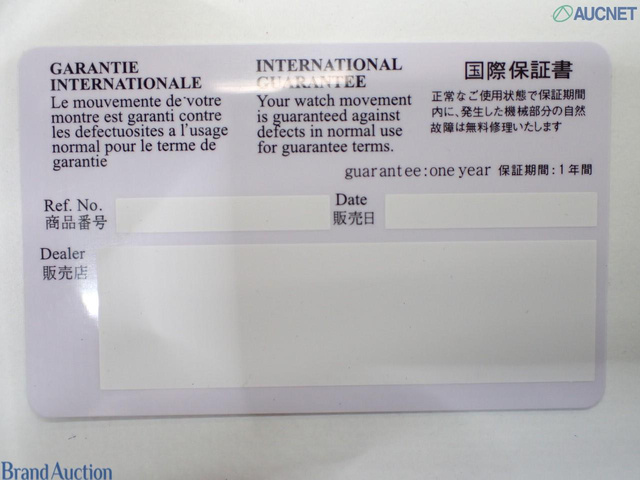 AUCNET
GARANTIE
INTERNATIONALE
Le mouvemente de votre
montre est garanti contre
les defectuosites a l'usage
normal pour le terme de
garantie
INTERNATIONAL
GUARANTEE
Your watch movement
is guaranteed against
defects in normal use
for guarantee terms.
国際保証書
正常なご使用状態で保証期間
内に、発生した機械部分の自然
故障は無料修理いたします
guarantee:one year 保証期間:1年間
Ref. No.
商品番号
Date
販売日
Dealer
販売店
Brand Auction